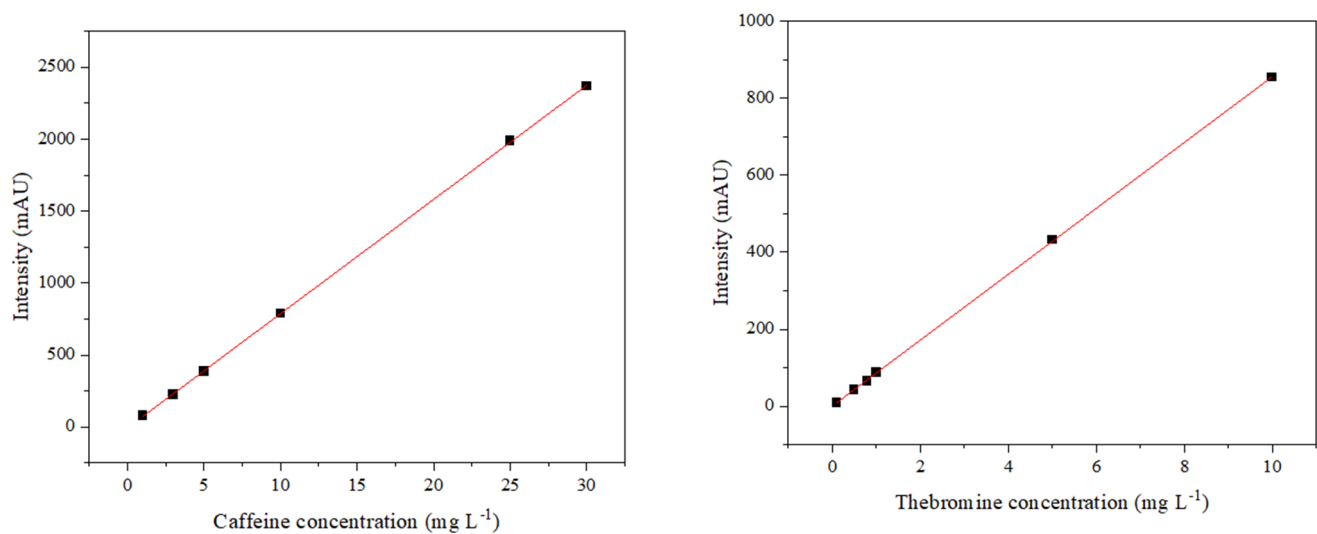 2500
2000
1500
1000
500
0
Intensity (mAU)
0 5 10 15 20 25 30
Caffeine concentration (mg L⁻¹)
1000
800
600
400
200
0
Intensity (mAU)
0 2 4 6 8 10
Thebromine concentration (mg L⁻¹)